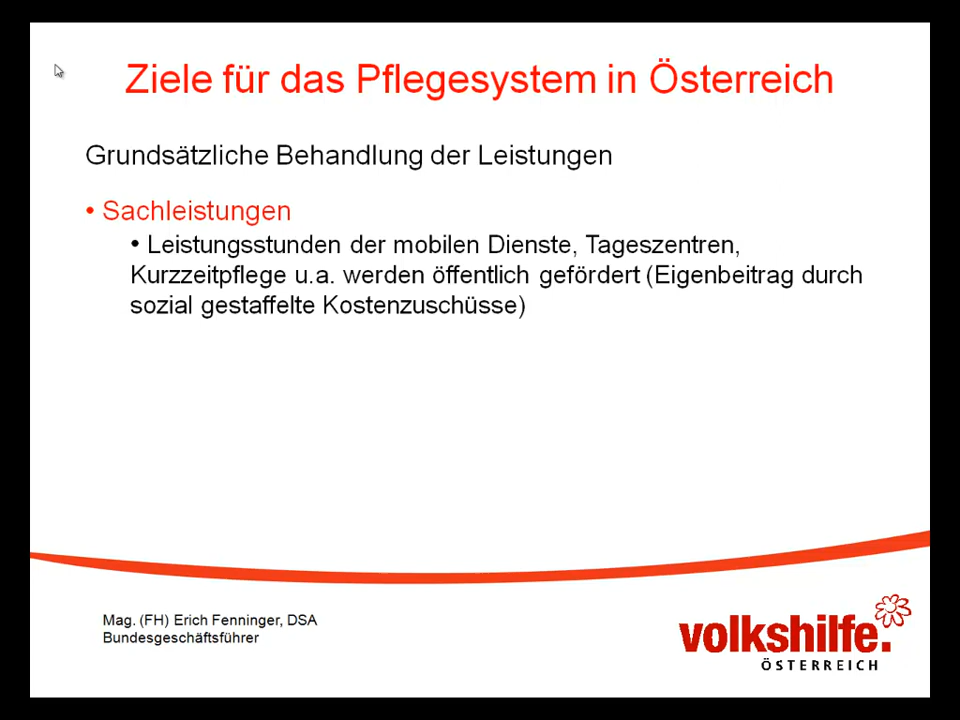 Ziele für das Pflegesystem in Österreich
Grundsätzliche Behandlung der Leistungen
• Sachleistungen
• Leistungsstunden der mobilen Dienste, Tageszentren,
Kurzzeitpflege u.a. werden öffentlich gefördert (Eigenbeitrag durch
sozial gestaffelte Kostenzuschüsse)
Mag. (FH) Erich Fenninger, DSA
Bundesgeschäftsführer
volkshilfe.
ÖSTERREICH